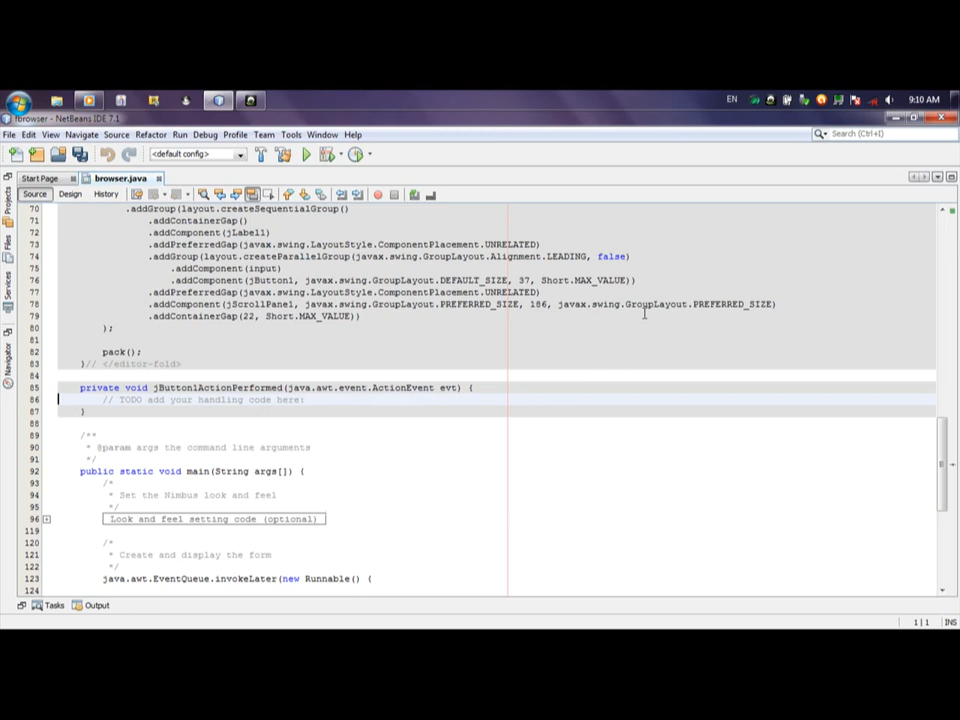 EN
9:10 AM
fbrowser - NetBeans IDE 7.1
File Edit View Navigate Source Refactor Run Debug Profile Team Tools Window Help
Search (Ctrl+I)
<default config>
Start Page browser.java
Source Design History
Projects
Files
Services
Navigator
70 .addGroup(layout.createSequentialGroup()
71 .addContainerGap()
72 .addComponent(jLabel1)
73 .addPreferredGap(javax.swing.LayoutStyle.ComponentPlacement.UNRELATED)
74 .addGroup(layout.createParallelGroup(javax.swing.GroupLayout.Alignment.LEADING, false)
75 .addComponent(input)
76 .addComponent(jButton1, javax.swing.GroupLayout.DEFAULT_SIZE, 37, Short.MAX_VALUE))
77 .addPreferredGap(javax.swing.LayoutStyle.ComponentPlacement.UNRELATED)
78 .addComponent(jScrollPane1, javax.swing.GroupLayout.PREFERRED_SIZE, 186, javax.swing.GroupLayout.PREFERRED_SIZE)
79 .addContainerGap(22, Short.MAX_VALUE))
80 );
81
82 pack();
83 }// </editor-fold>
84
85 private void jButton1ActionPerformed(java.awt.event.ActionEvent evt) {
86 // TODO add your handling code here:
87 }
88
89 /**
90 * @param args the command line arguments
91 */
92 public static void main(String args[]) {
93 /*
94 * Set the Nimbus look and feel
95 */
96 Look and feel setting code (optional)
119
120 /*
121 * Create and display the form
122 */
123 java.awt.EventQueue.invokeLater(new Runnable() {
124
Tasks Output
1|1 INS